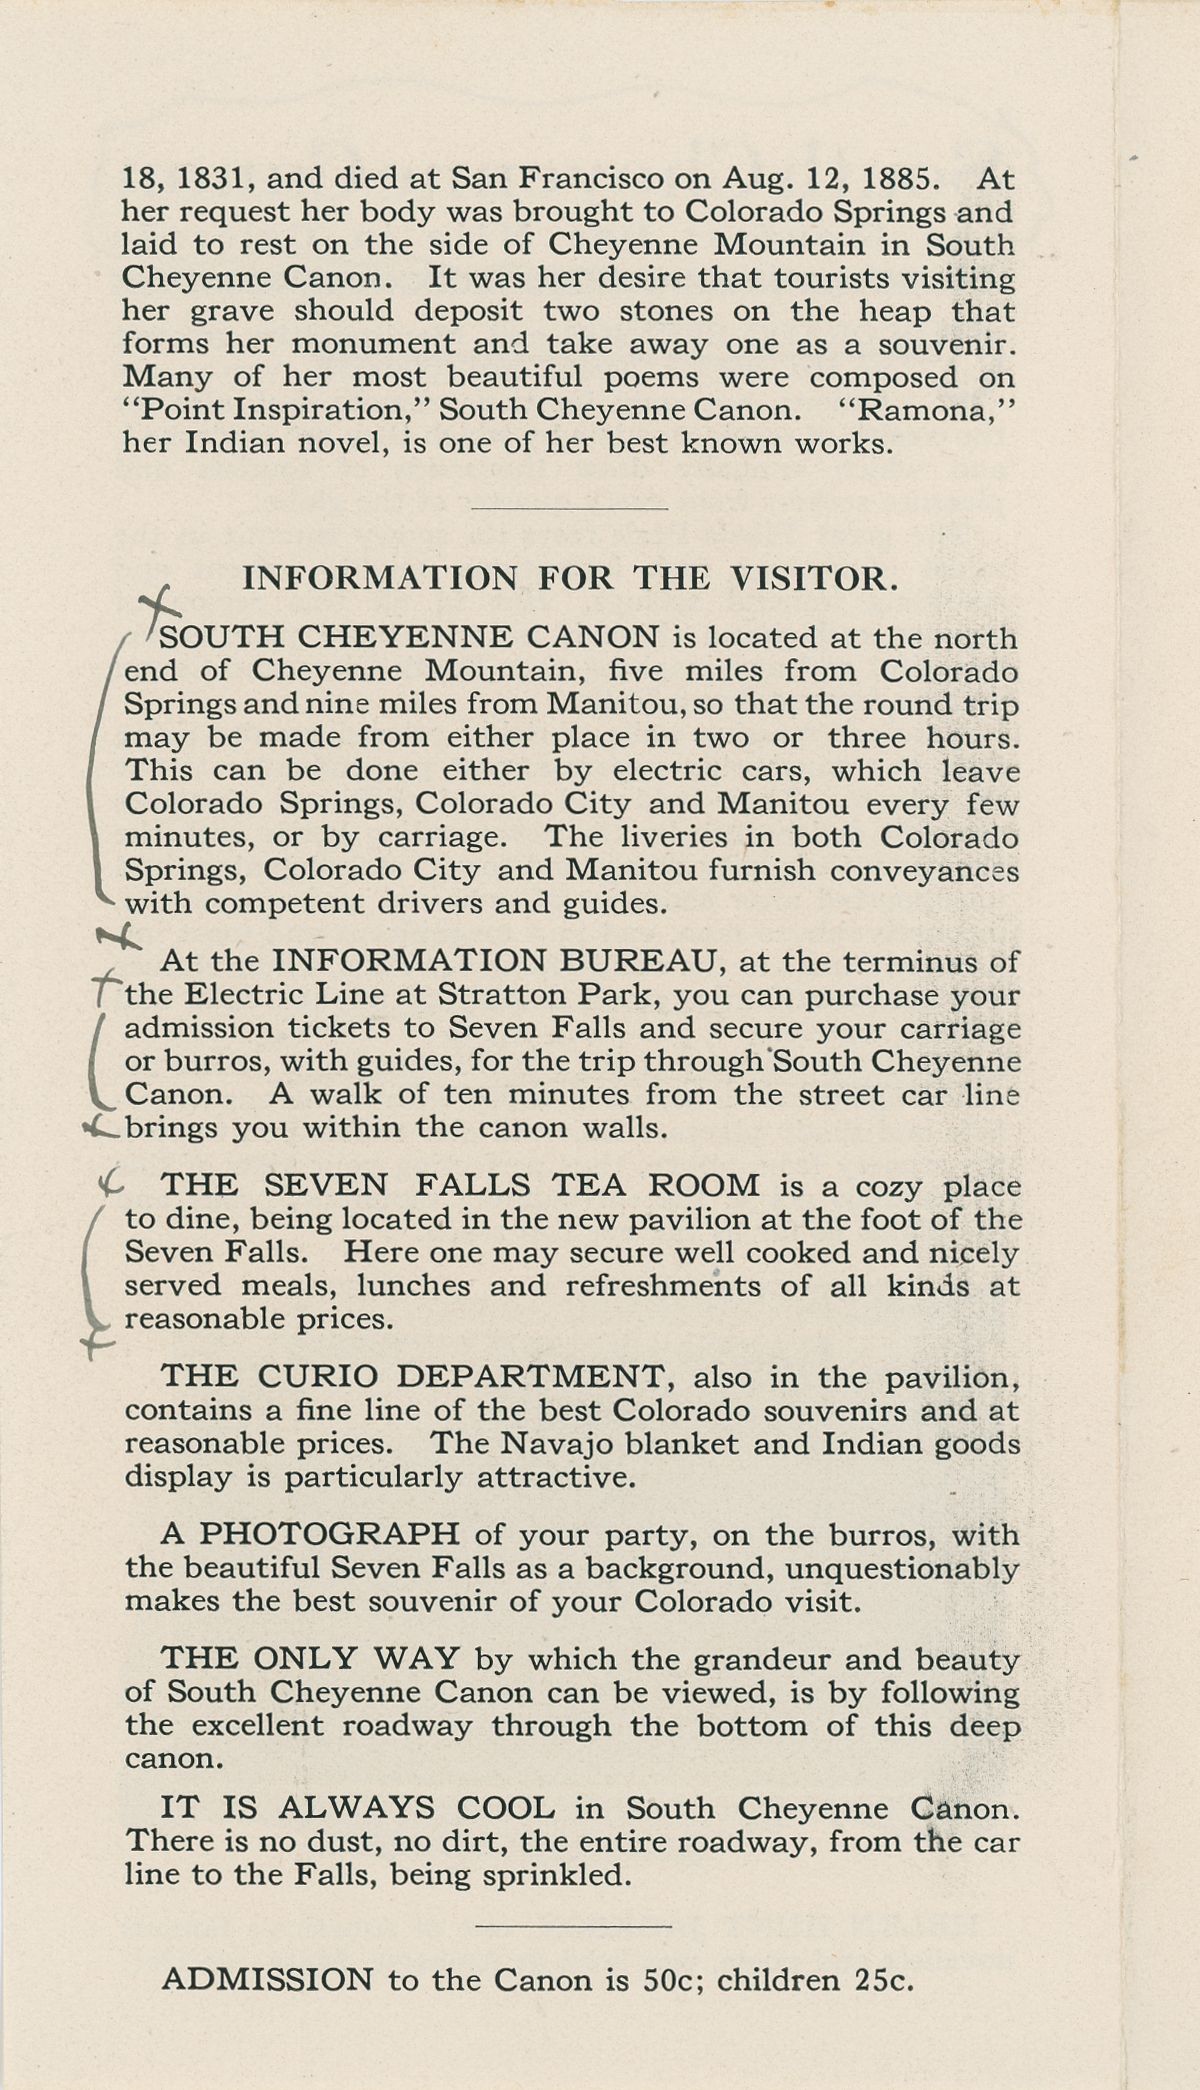 18, 1831, and died at San Francisco on Aug. 12, 1885. At
her request her body was brought to Colorado Springs and
laid to rest on the side of Cheyenne Mountain in South
Cheyenne Canon. It was her desire that tourists visiting
her grave should deposit two stones on the heap that
forms her monument and take away one as a souvenir.
Many of her most beautiful poems were composed on
"Point Inspiration," South Cheyenne Canon. "Ramona,"
her Indian novel, is one of her best known works.
INFORMATION FOR THE VISITOR.
SOUTH CHEYENNE CANON is located at the north
end of Cheyenne Mountain, five miles from Colorado
Springs and nine miles from Manitou, so that the round trip
may be made from either place in two or three hours.
This can be done either by electric cars, which leave
Colorado Springs, Colorado City and Manitou every few
minutes, or by carriage. The liveries in both Colorado
Springs, Colorado City and Manitou furnish conveyances
with competent drivers and guides.
At the INFORMATION BUREAU, at the terminus of
the Electric Line at Stratton Park, you can purchase your
admission tickets to Seven Falls and secure your carriage
or burros, with guides, for the trip through South Cheyenne
Canon. A walk of ten minutes from the street car line
brings you within the canon walls.
THE SEVEN FALLS TEA ROOM is a cozy place
to dine, being located in the new pavilion at the foot of the
Seven Falls. Here one may secure well cooked and nicely
served meals, lunches and refreshments of all kinds at
reasonable prices.
THE CURIO DEPARTMENT, also in the pavilion,
contains a fine line of the best Colorado souvenirs and at
reasonable prices. The Navajo blanket and Indian goods
display is particularly attractive.
A PHOTOGRAPH of your party, on the burros, with
the beautiful Seven Falls as a background, unquestionably
makes the best souvenir of your Colorado visit.
THE ONLY WAY by which the grandeur and beauty
of South Cheyenne Canon can be viewed, is by following
the excellent roadway through the bottom of this deep
canon.
IT IS ALWAYS COOL in South Cheyenne Canon.
There is no dust, no dirt, the entire roadway, from the car
line to the Falls, being sprinkled.
ADMISSION to the Canon is 50c; children 25c.